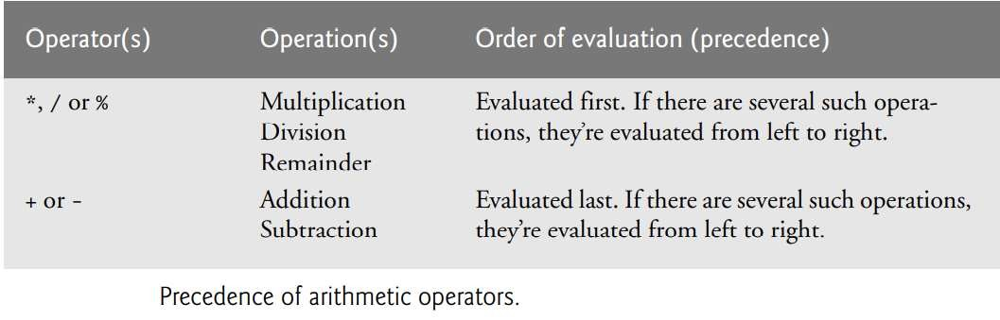 Operator(s) Operation(s) Order of evaluation (precedence)
*, / or % Multiplication Evaluated first. If there are several such opera-
Division tions, they’re evaluated from left to right.
Remainder
+ or - Addition Evaluated last. If there are several such operations,
Subtraction they’re evaluated from left to right.
Precedence of arithmetic operators.